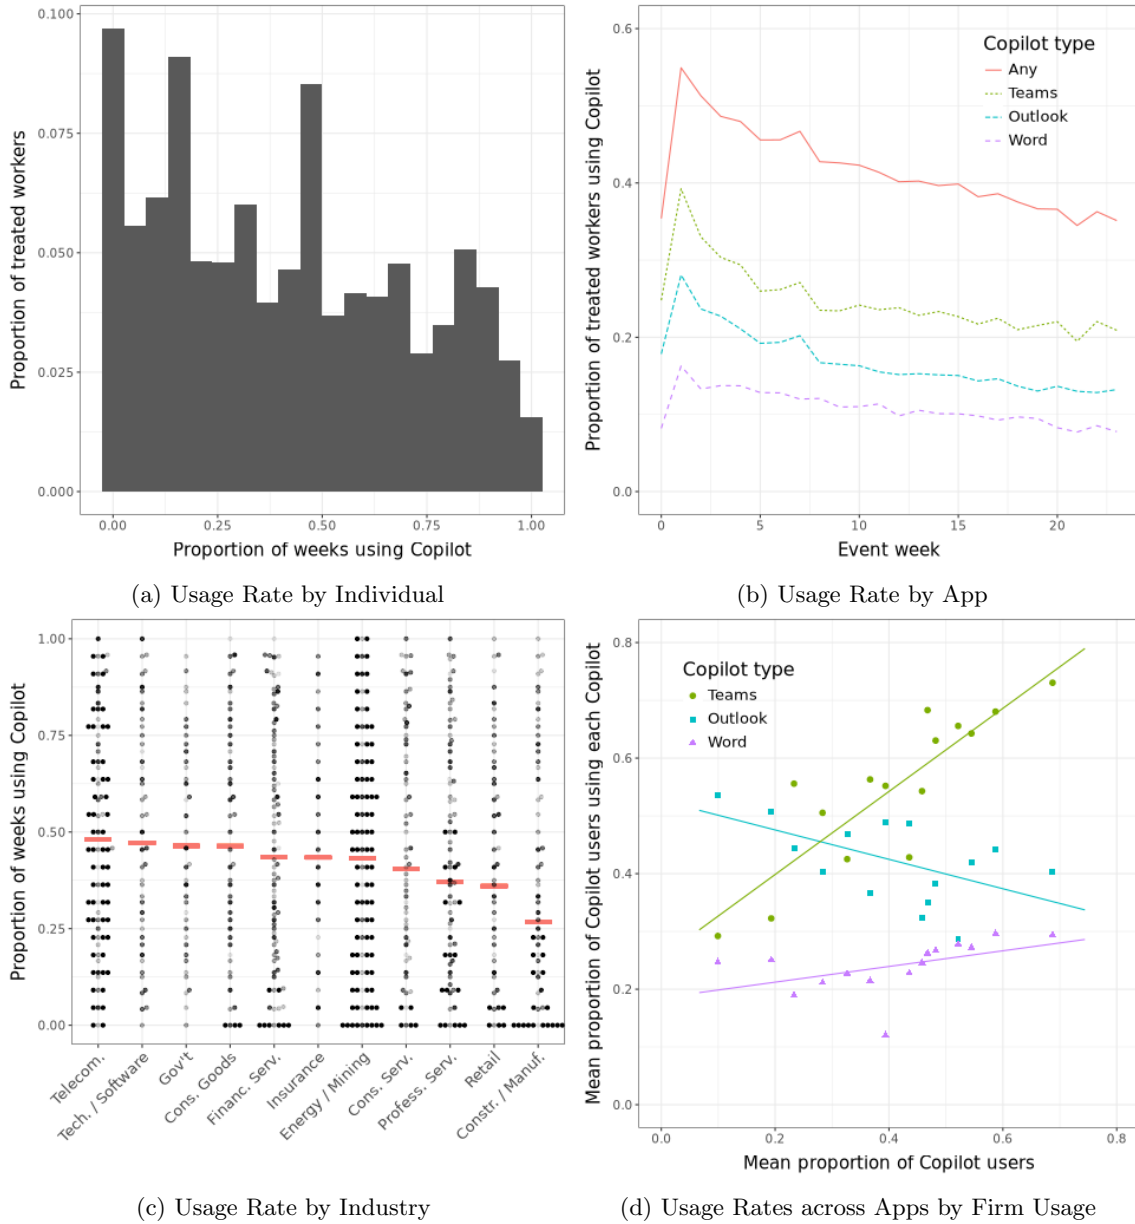 0.100
0.075
0.050
0.025
0.000
Proportion of treated workers
0.00 0.25 0.50 0.75 1.00
Proportion of weeks using Copilot
(a) Usage Rate by Individual
0.6
0.4
0.2
0.0
Proportion of treated workers using Copilot
Copilot type
Any
Teams
Outlook
Word
0 5 10 15 20
Event week
(b) Usage Rate by App
1.00
0.75
0.50
0.25
0.00
Proportion of weeks using Copilot
Telecom.
Tech. / Software
Gov't
Cons. Goods
Financ. Serv.
Insurance
Energy / Mining
Cons. Serv.
Profess. Serv.
Retail
Constr. / Manuf.
(c) Usage Rate by Industry
0.8
0.6
0.4
0.2
0.0
Mean proportion of Copilot users using each Copilot
Copilot type
Teams
Outlook
Word
0.0 0.2 0.4 0.6 0.8
Mean proportion of Copilot users
(d) Usage Rates across Apps by Firm Usage